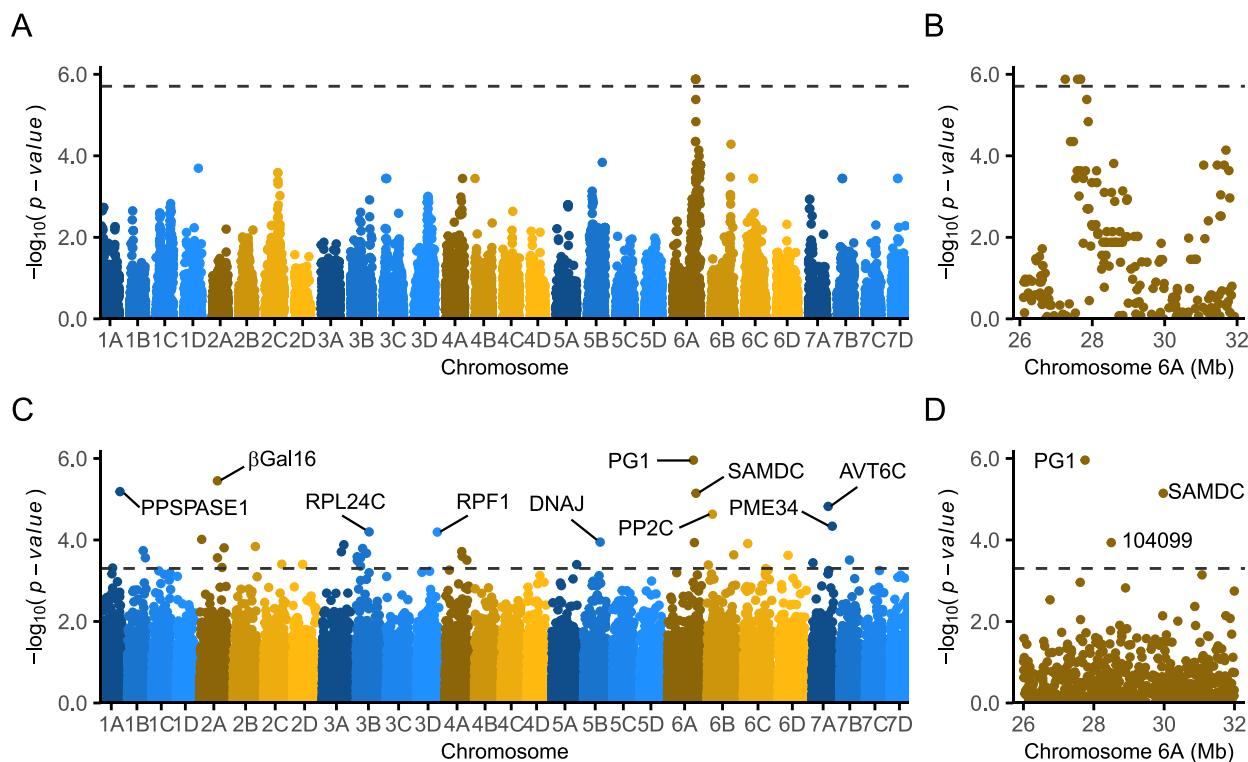 A
B
6.0
4.0
2.0
0.0
−log10( p − value )
1A 1B 1C 1D 2A 2B 2C 2D 3A 3B 3C 3D 4A 4B 4C 4D 5A 5B 5C 5D 6A 6B 6C 6D 7A 7B 7C 7D
Chromosome
6.0
4.0
2.0
0.0
−log10( p − value )
26 28 30 32
Chromosome 6A (Mb)
C
D
6.0
4.0
2.0
0.0
−log10( p − value )
βGal16
PG1
SAMDC
AVT6C
PPSPASE1
RPL24C
RPF1
DNAJ
PP2C
PME34
1A 1B 1C 1D 2A 2B 2C 2D 3A 3B 3C 3D 4A 4B 4C 4D 5A 5B 5C 5D 6A 6B 6C 6D 7A 7B 7C 7D
Chromosome
6.0
4.0
2.0
0.0
−log10( p − value )
PG1
SAMDC
104099
26 28 30 32
Chromosome 6A (Mb)